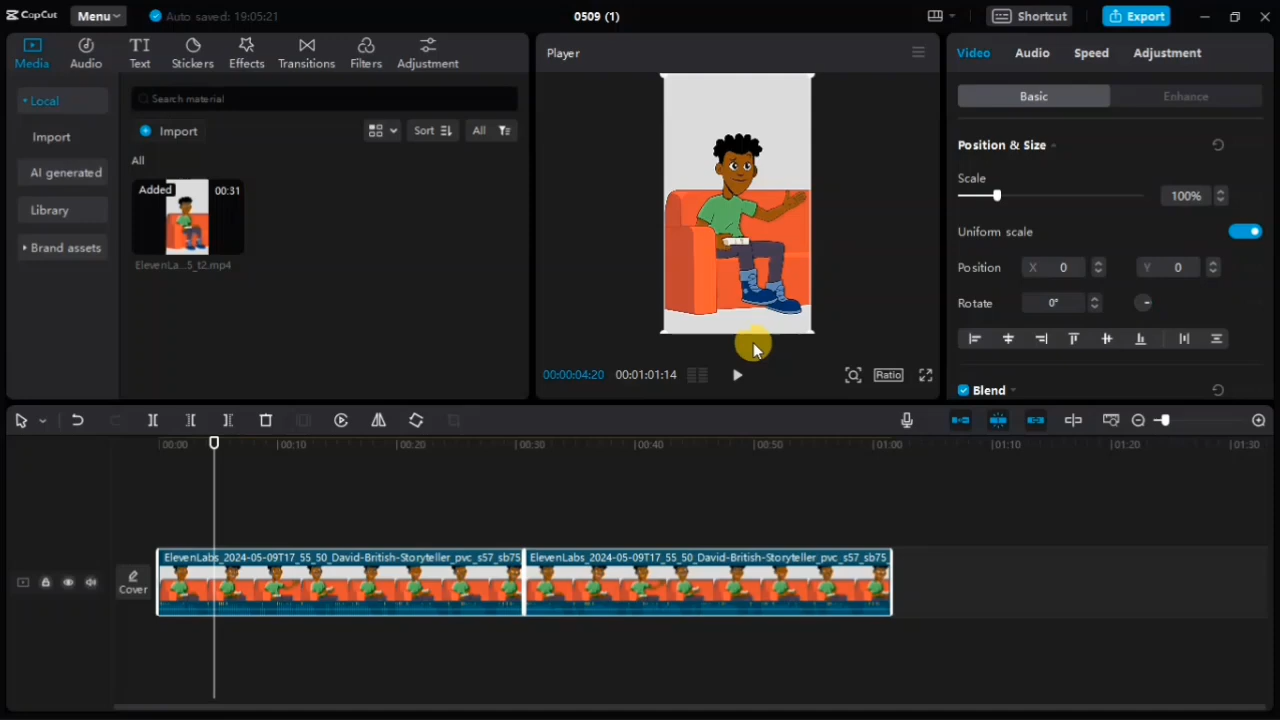 CapCut
Menu
Auto saved: 19:05:21
0509 (1)
Shortcut
Export
Media
Audio
Text
Stickers
Effects
Transitions
Filters
Adjustment
Local
Import
AI generated
Library
Brand assets
Search material
Import
Sort
All
All
Added
00:31
ElevenLa...5_t2.mp4
Player
00:00:04:20
00:01:01:14
Ratio
Video
Audio
Speed
Adjustment
Basic
Enhance
Position & Size
Scale
100%
Uniform scale
Position
X 0
Y 0
Rotate
0°
Blend
00:00
00:10
00:20
00:30
00:40
00:50
01:00
01:10
01:20
01:30
Cover
ElevenLabs_2024-05-09T17_55_50_David-British-Storyteller_pvc_s57_sb75
ElevenLabs_2024-05-09T17_55_50_David-British-Storyteller_pvc_s57_sb75